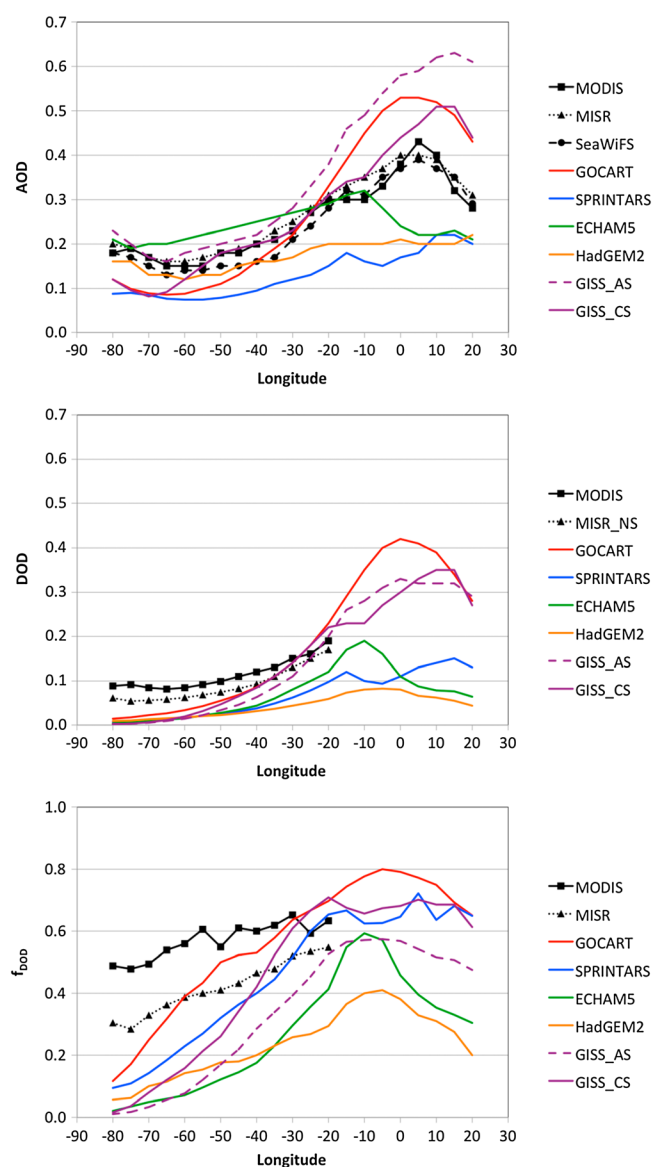 0.7
0.6
0.5
0.4
0.3
0.2
0.1
0.0
AOD
-90 -80 -70 -60 -50 -40 -30 -20 -10 0 10 20 30
Longitude
MODIS
MISR
SeaWiFS
GOCART
SPRINTARS
ECHAM5
HadGEM2
GISS_AS
GISS_CS
0.7
0.6
0.5
0.4
0.3
0.2
0.1
0.0
DOD
-90 -80 -70 -60 -50 -40 -30 -20 -10 0 10 20 30
Longitude
MODIS
MISR_NS
GOCART
SPRINTARS
ECHAM5
HadGEM2
GISS_AS
GISS_CS
1.0
0.8
0.6
0.4
0.2
0.0
fDOD
-90 -80 -70 -60 -50 -40 -30 -20 -10 0 10 20 30
Longitude
MODIS
MISR
GOCART
SPRINTARS
ECHAM5
HadGEM2
GISS_AS
GISS_CS